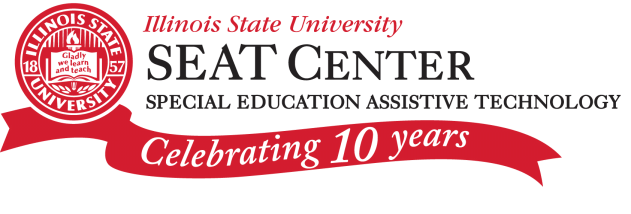 ILLINOIS STATE
Gladly
we learn
and teach
18 57
UNIVERSITY
Illinois State University
SEAT CENTER
SPECIAL EDUCATION ASSISTIVE TECHNOLOGY
Celebrating 10 years